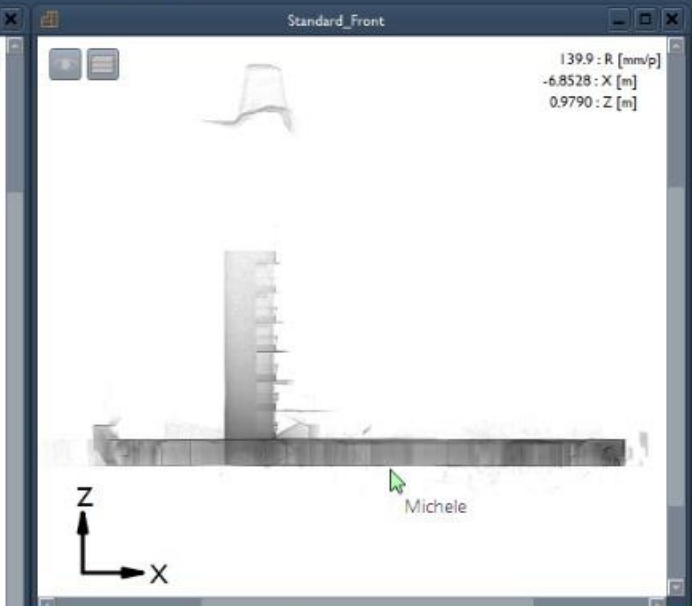 Standard_Front
139.9 : R [mm/p]
-6.8528 : X [m]
0.9790 : Z [m]
Michele
Z
X